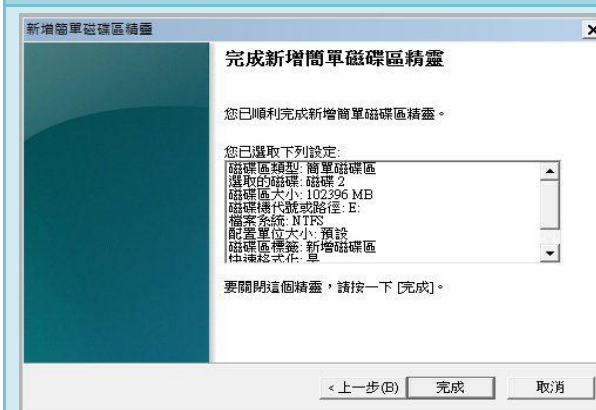 新增簡單磁碟區精靈
完成新增簡單磁碟區精靈
您已順利完成新增簡單磁碟區精靈。
您已選取下列設定:
磁碟區類型: 簡單磁碟區
選取的磁碟: 磁碟 2
磁碟區大小: 102396 MB
磁碟機代號或路徑: E:
檔案系統: NTFS
配置單位大小: 預設
磁碟區標籤: 新增磁碟區
快速格式化: 是
要關閉這個精靈，請按一下 [完成]。
<上一步(B) 完成 取消